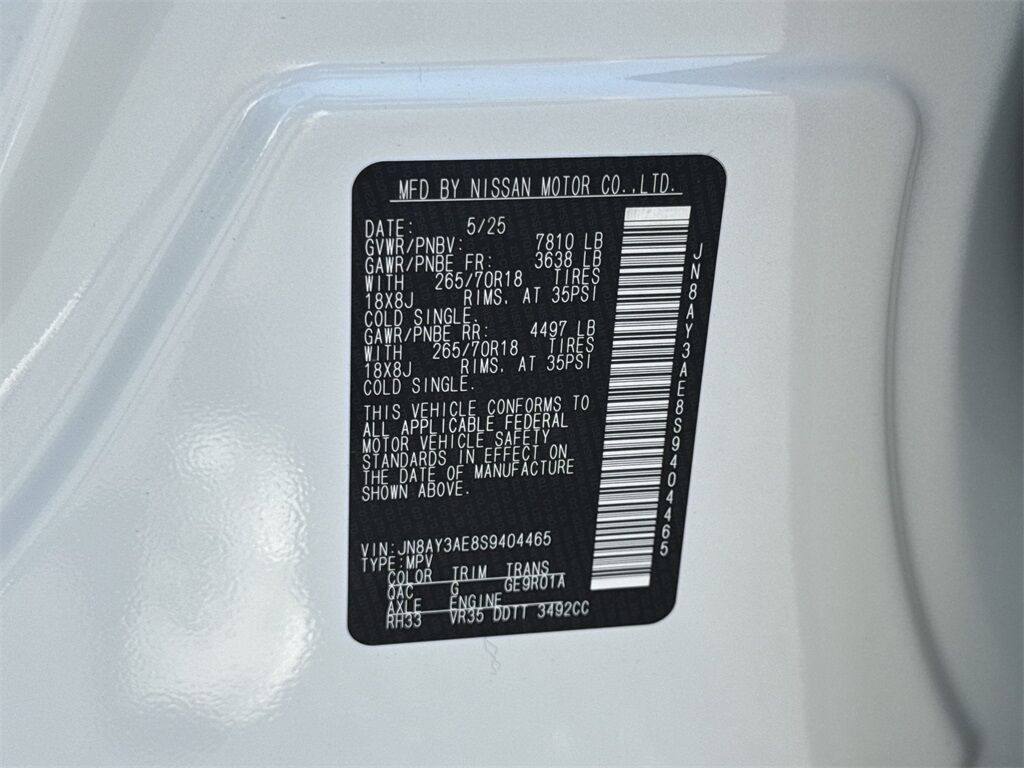 MFD BY NISSAN MOTOR CO.,LTD.
DATE: 5/25
GVWR/PNBV: 7810 LB
GAWR/PNBE FR: 3638 LB
WITH 265/70R18 TIRES
18X8J RIMS. AT 35PSI
COLD SINGLE.
GAWR/PNBE RR: 4497 LB
WITH 265/70R18 TIRES
18X8J RIMS. AT 35PSI
COLD SINGLE.
THIS VEHICLE CONFORMS TO
ALL APPLICABLE FEDERAL
MOTOR VEHICLE SAFETY
STANDARDS IN EFFECT ON
THE DATE OF MANUFACTURE
SHOWN ABOVE.
VIN:JN8AY3AE8S9404465
TYPE:MPV
COLOR TRIM TRANS
QAC G GE9R01A
AXLE ENGINE
RH33 VR35 DDTT 3492CC
JN8AY3AE8S9404465